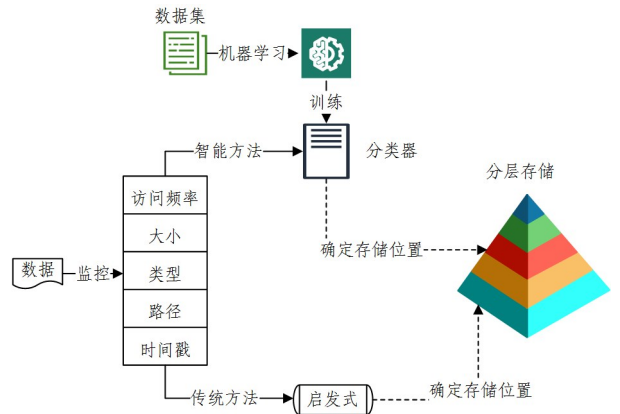 数据集
机器学习
训练
智能方法
分类器
分层存储
访问频率
大小
类型
路径
时间戳
数据
监控
确定存储位置
传统方法
启发式
确定存储位置